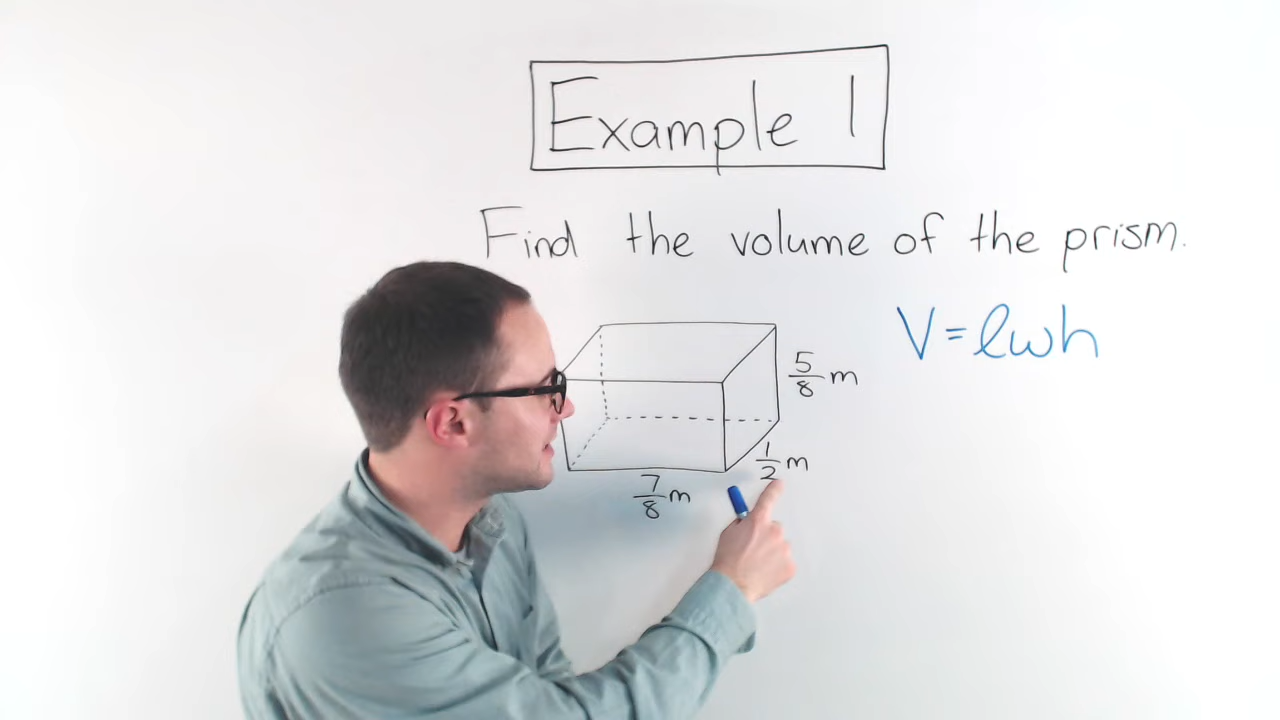 Example 1
Find the volume of the prism.
V=lwh
5/8 m
1/2 m
7/8 m